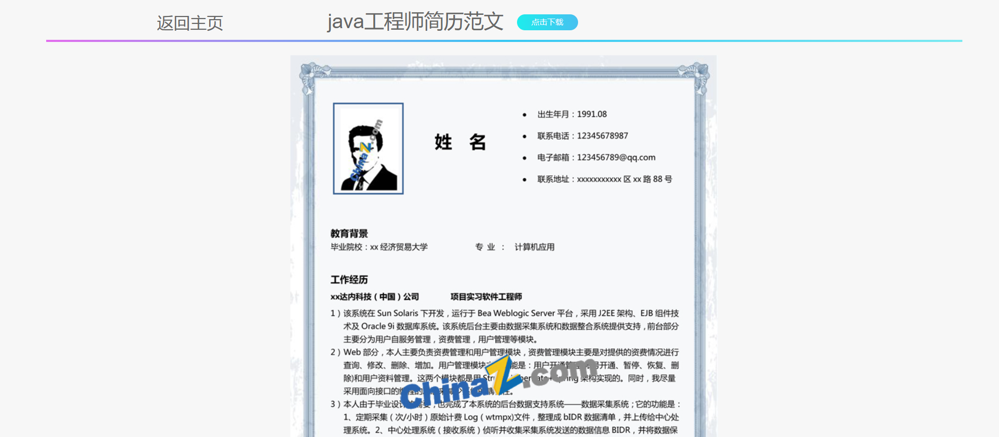 返回主页
java工程师简历范文
点击下载
姓 名
● 出生年月：1991.08
● 联系电话：12345678987
● 电子邮箱：123456789@qq.com
● 联系地址：xxxxxxxxxxx 区 xx 路 88 号
ChinaZ.com
教育背景
毕业院校：xx 经济贸易大学 专 业 ： 计算机应用
工作经历
xx达内科技（中国）公司 项目实习软件工程师
1）该系统在 Sun Solaris 下开发，运行于 Bea Weblogic Server 平台，采用 J2EE 架构、EJB 组件技
术及 Oracle 9i 数据库系统。该系统后台主要由数据采集系统和数据整合系统提供支持，前台部分
主要分为用户自服务管理，资费管理，用户管理等模块。
2）Web 部分，本人主要负责资费管理和用户管理模块，资费管理模块主要是对提供的资费情况进行
查询、修改、删除、增加。用户管理模块 能是：用户开通管 号开通、暂停、恢复、删
除)和用户资料管理。这两个模块都是用 架构实现的。同时，我尽量
采用面向接口的 性。
ChinaZ.com
3）本人由于毕业设计的需要，也完成了本系统的后台数据支持系统——数据采集系统；它的功能是：
1、定期采集（次/小时）原始计费 Log（wtmpx)文件，整理成 bIDR 数据清单，并上传给中心处
理系统。2、中心处理系统（接收系统）侦听并收集采集系统发送的数据信息 BIDR，并将数据保